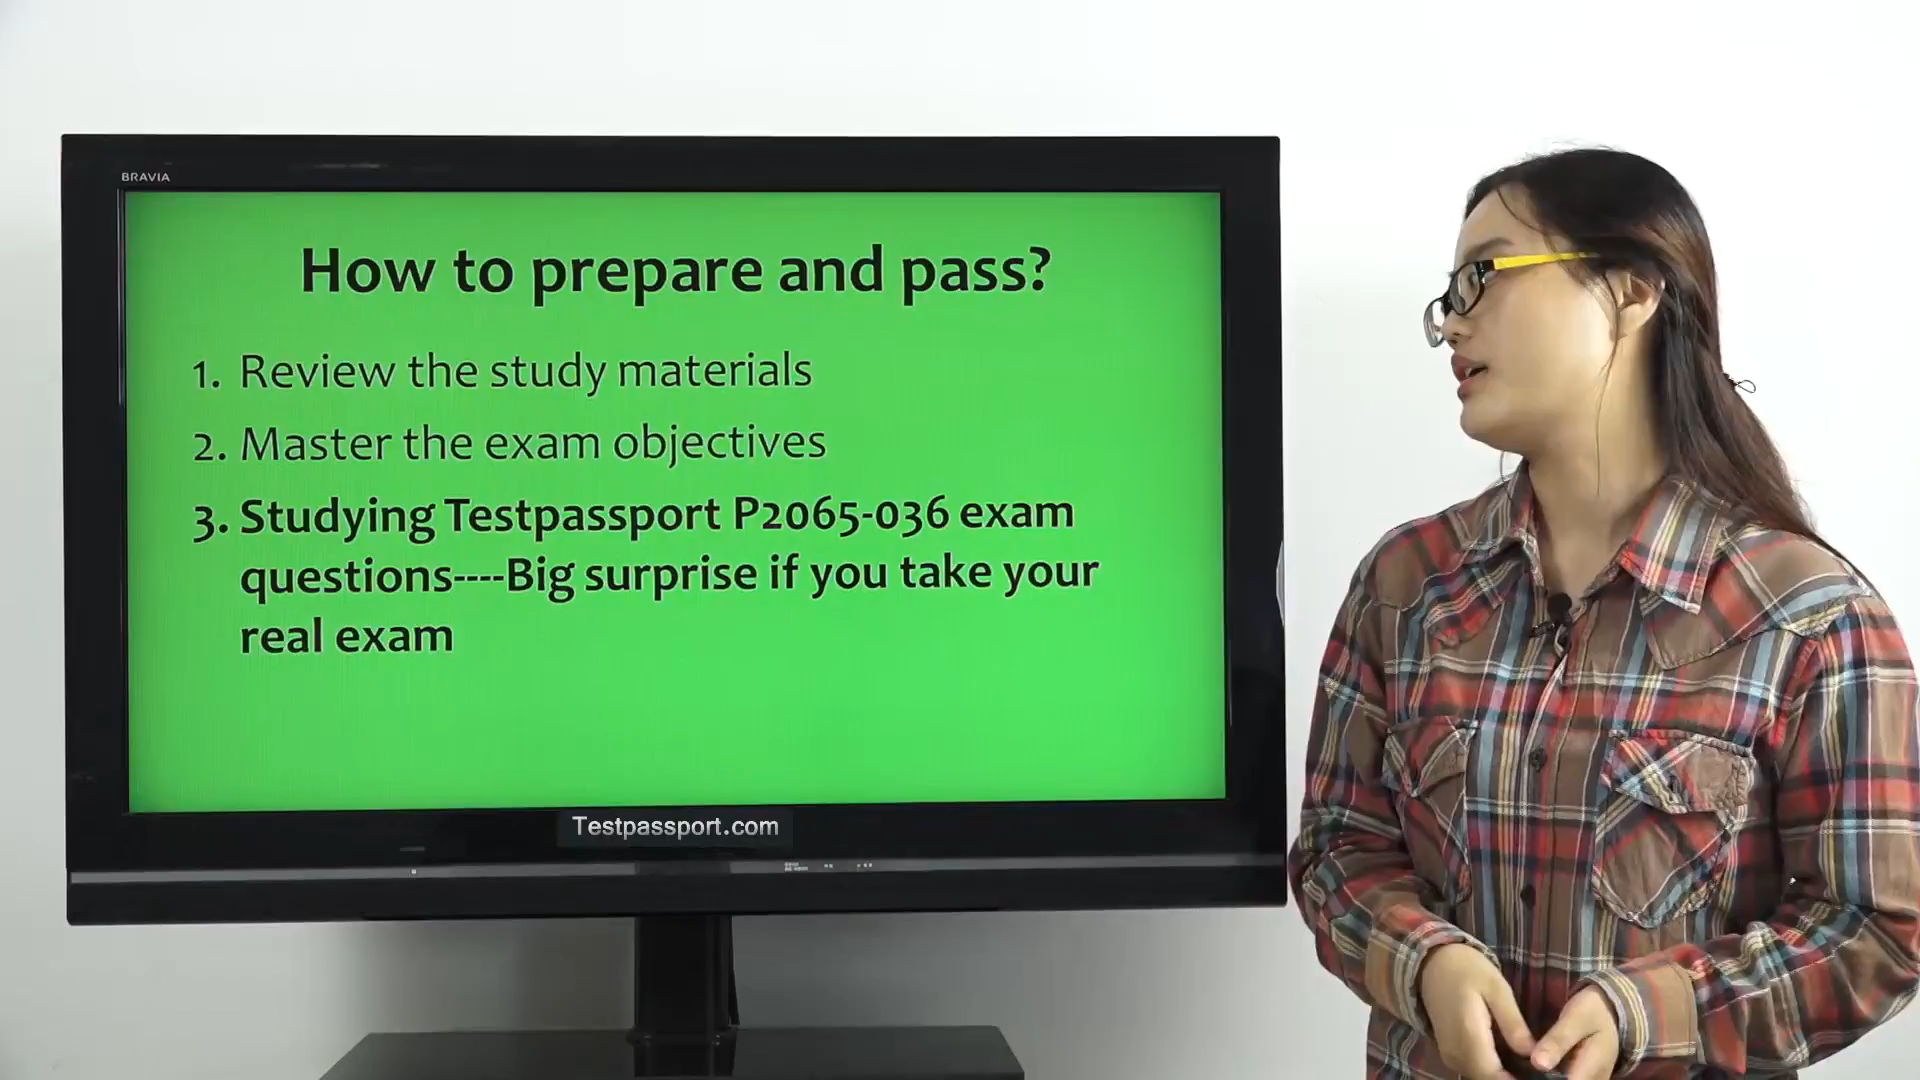 BRAVIA
How to prepare and pass?
1. Review the study materials
2. Master the exam objectives
3. Studying Testpassport P2065-036 exam
questions----Big surprise if you take your
real exam
Testpassport.com